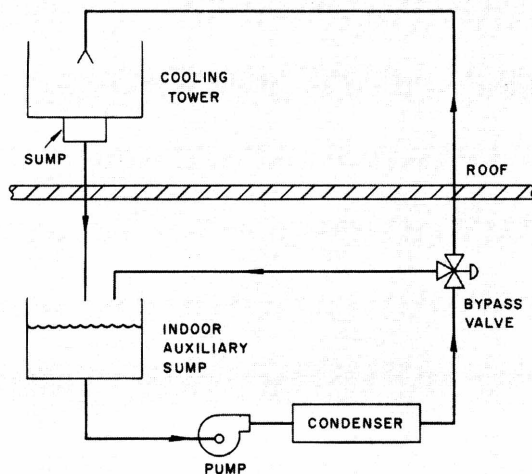 COOLING
TOWER
SUMP
ROOF
BYPASS
VALVE
INDOOR
AUXILIARY
SUMP
CONDENSER
PUMP